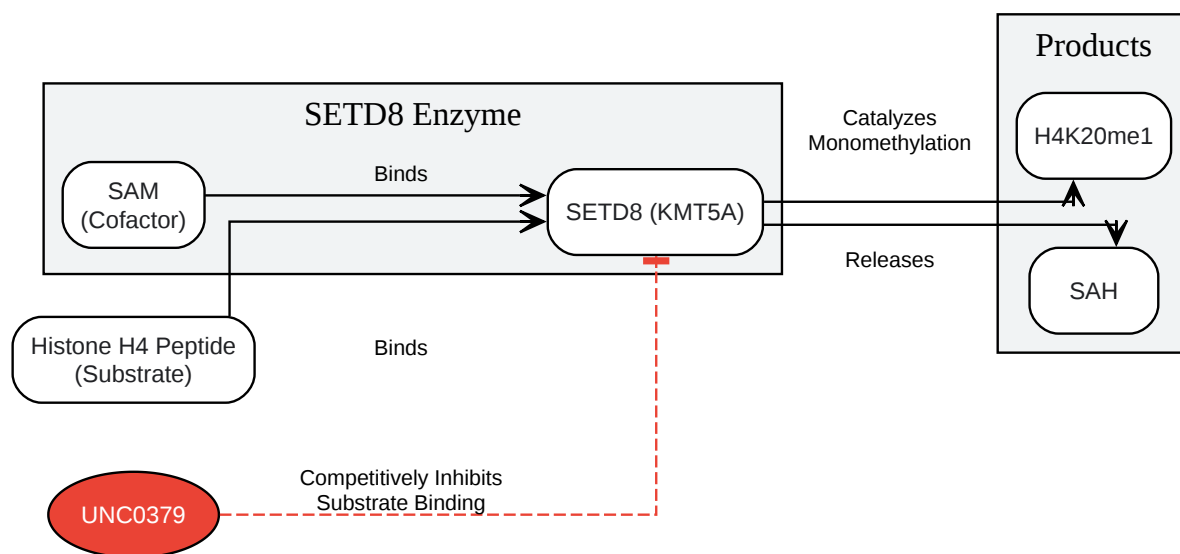 Products
SETD8 Enzyme
Catalyzes
Monomethylation
H4K20me1
SAM
(Cofactor)
Binds
SETD8 (KMT5A)
Releases
SAH
Histone H4 Peptide
(Substrate)
Binds
Competitively Inhibits
Substrate Binding
UNC0379